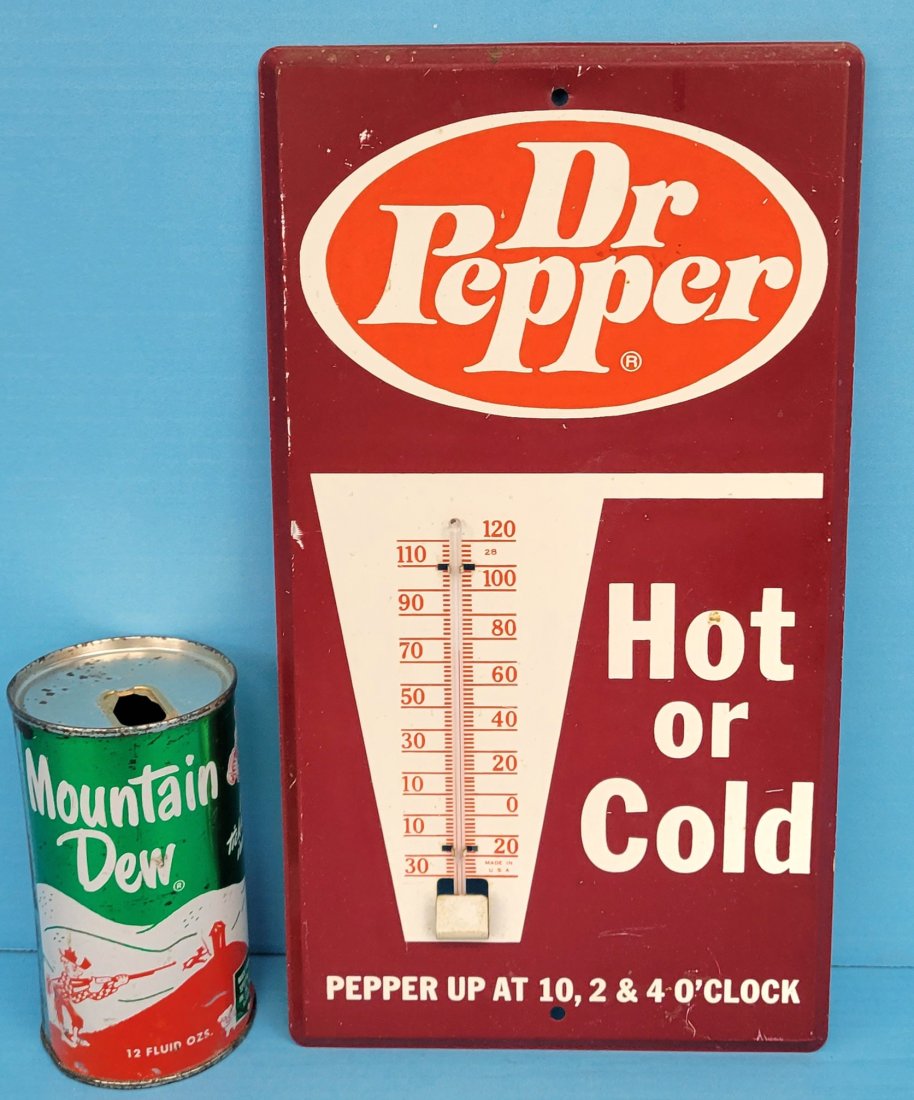 Dr
Pepper
®
120
110
28
100
90
80
70
60
50
40
30
20
10
0
10
20
30
MADE IN
U.S.A.
Hot
or
Cold
PEPPER UP AT 10, 2 & 4 O'CLOCK
Mountain
Dew
®
12 FLUID OZS.